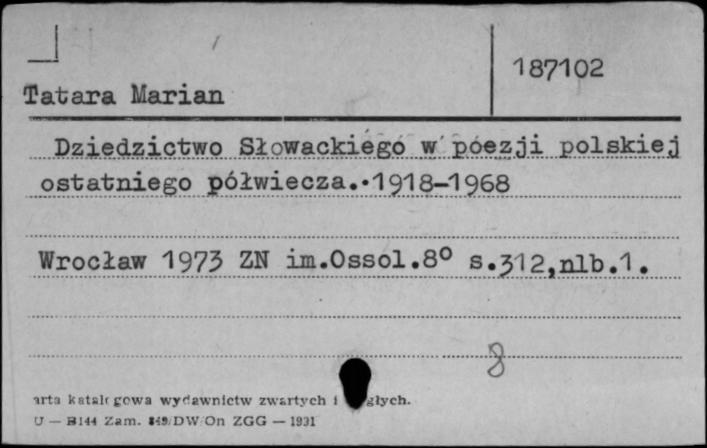 187102
Tatara Marian
Dziedzictwo Słowackiego w poezji polskiej
ostatniego półwiecza. 1918-1968
Wrocław 1973 ZN im.Ossol.8° s.312,nlb.1.
8
wydawnictw zwartych i
U — B144 Zam. DW/On ZGG — 1931